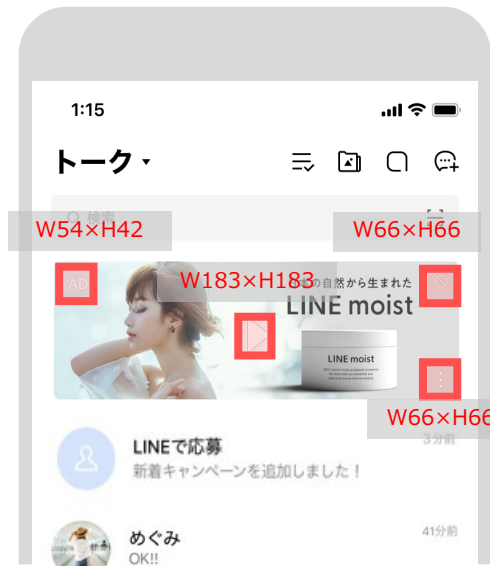 1:15
トーク
検索
W54×H42
W66×H66
AD
W183×H183
自然から生まれた
LINE moist
LINE moist
W66×H66
LINEで応募
3分前
新着キャンペーンを追加しました！
めぐみ
41分前
OK!!